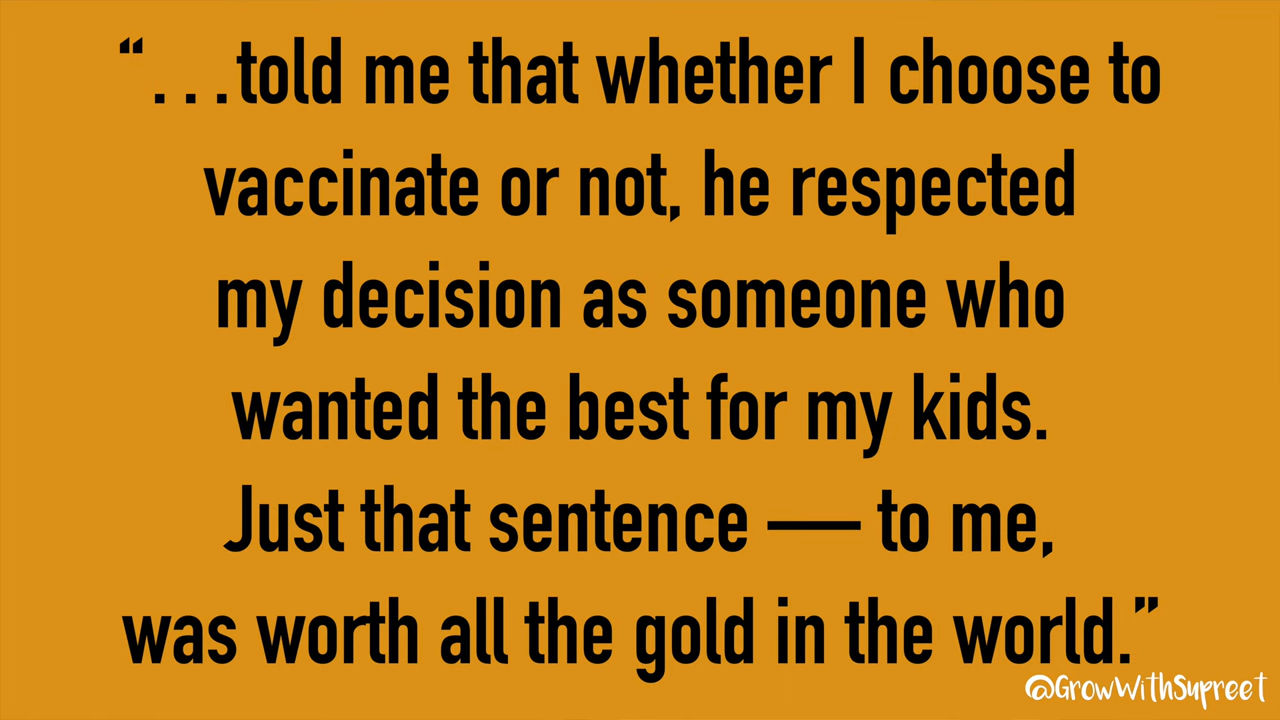 “...told me that whether I choose to
vaccinate or not, he respected
my decision as someone who
wanted the best for my kids.
Just that sentence — to me,
was worth all the gold in the world.”
@GrowWithSupreet